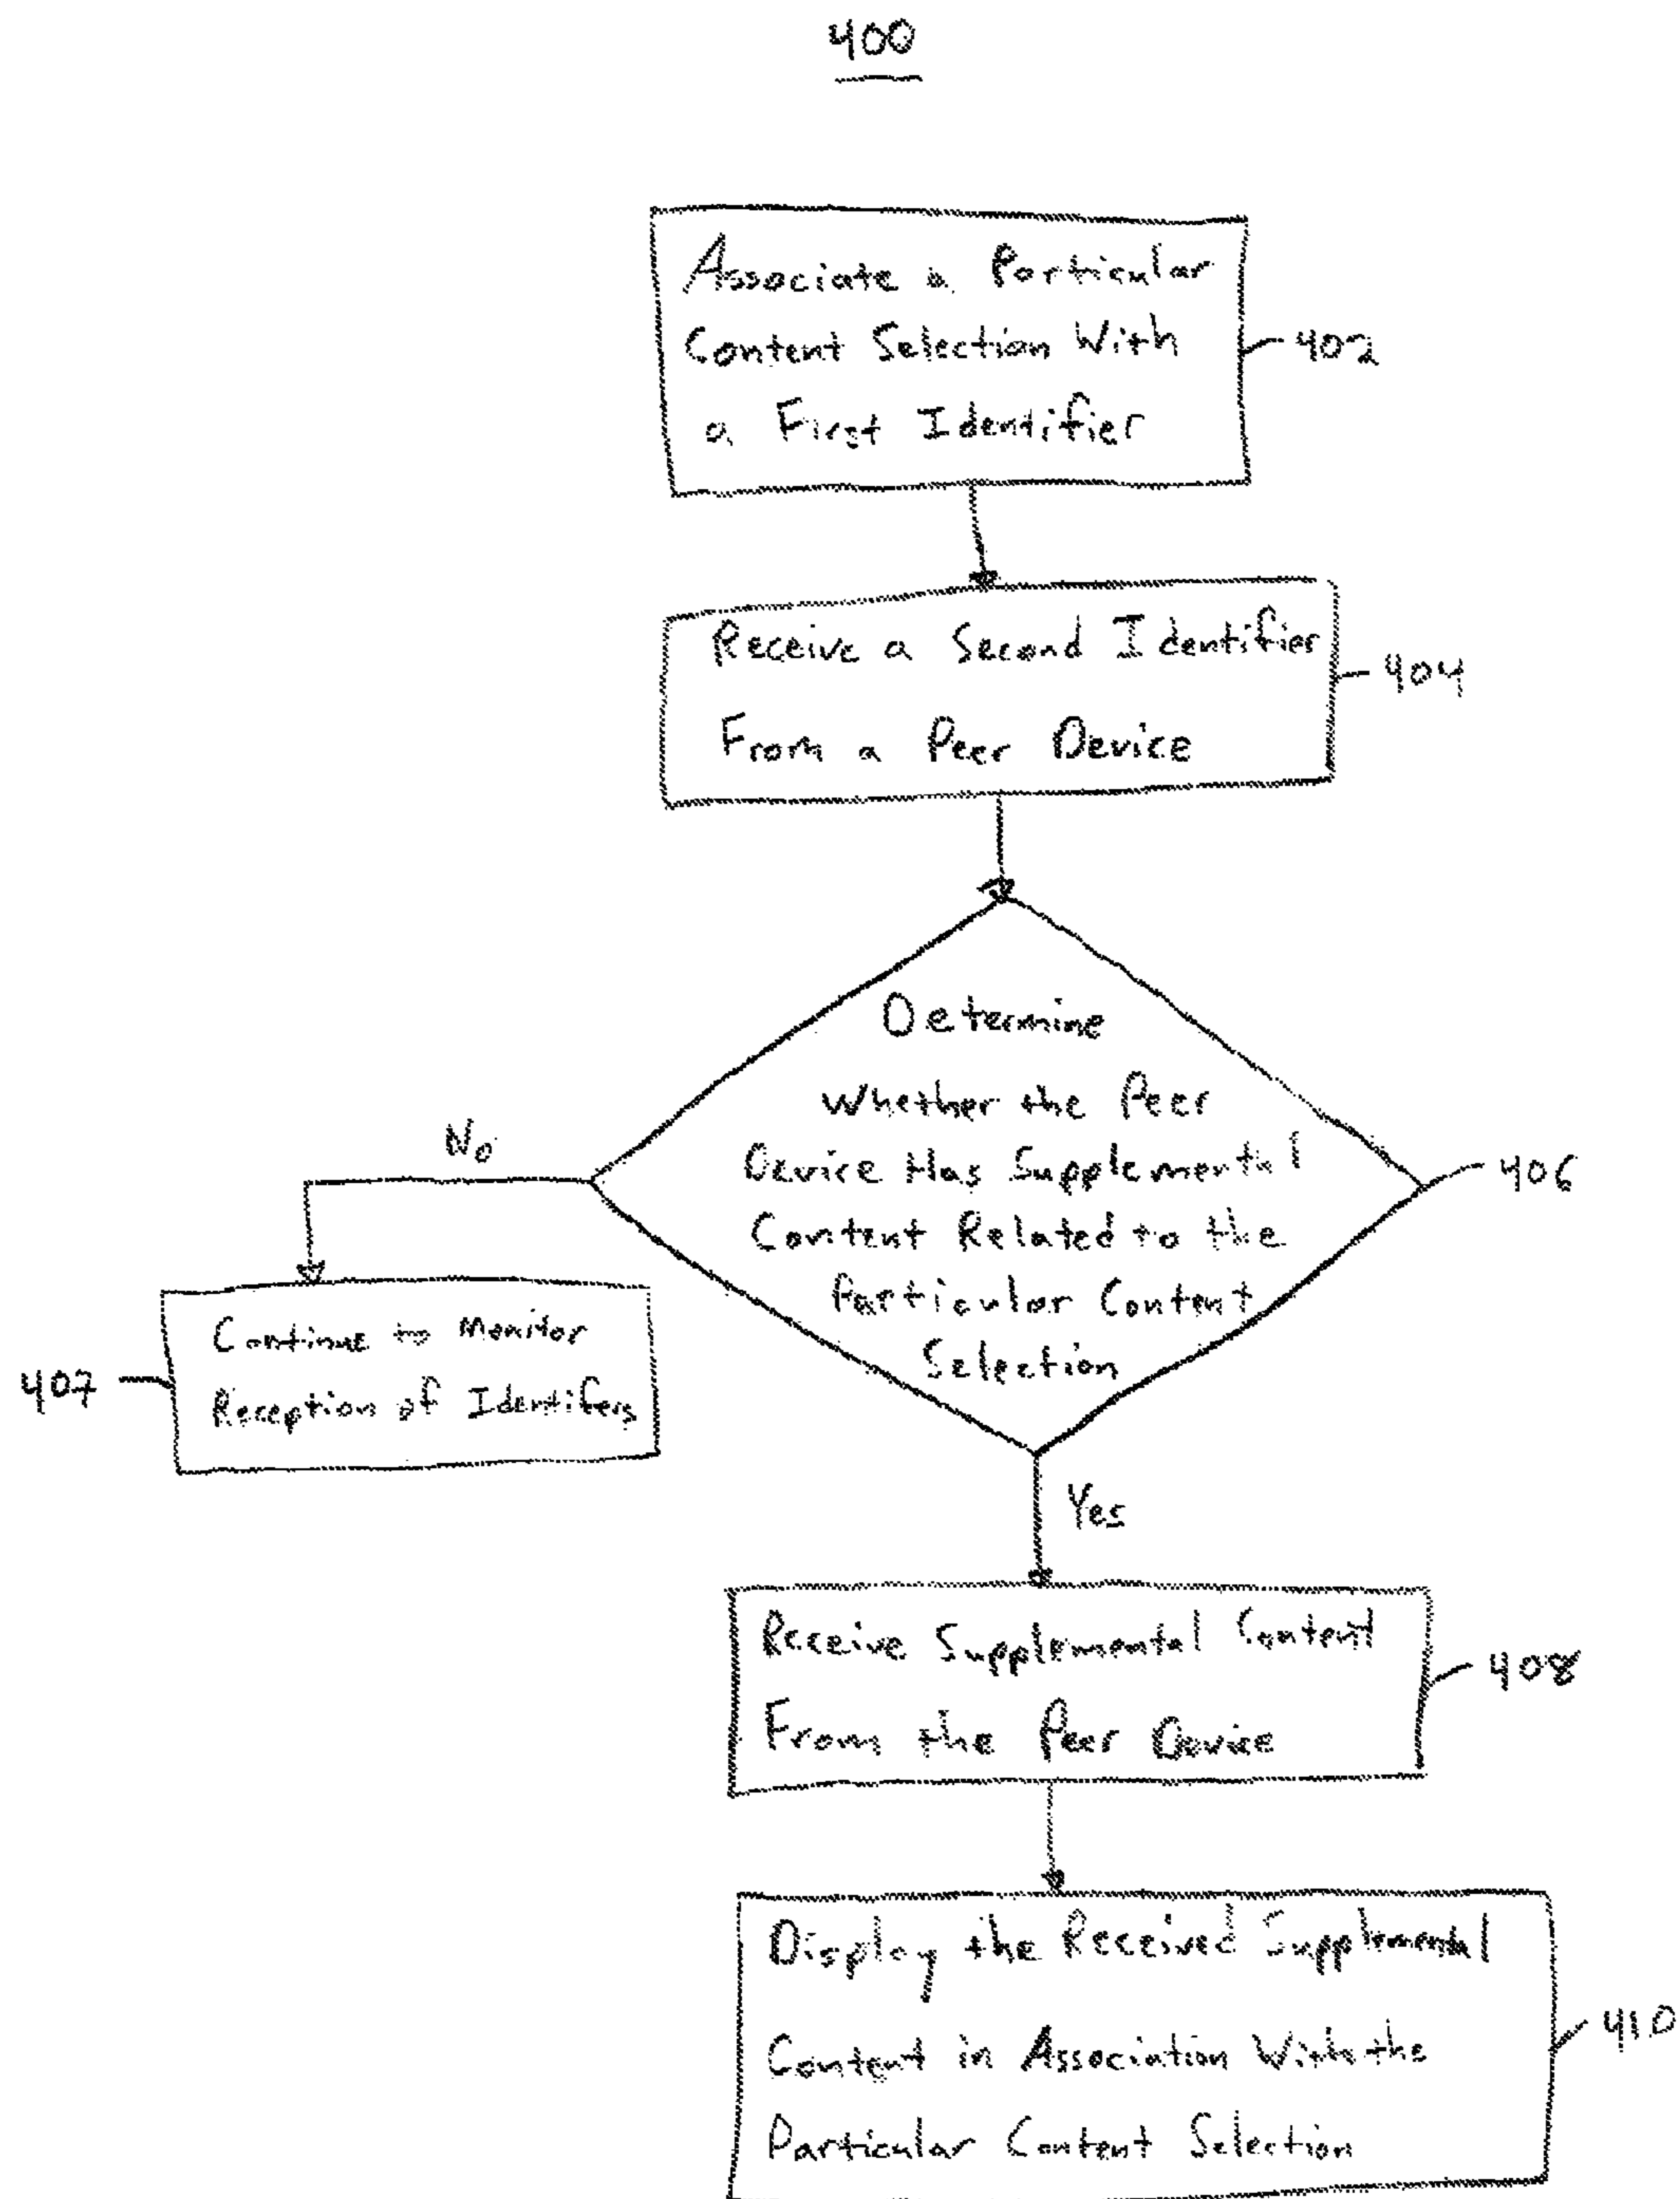 400
Associate a Particular
Content Selection With
a First Identifier
402
Receive a Second Identifier
From a Peer Device
404
Determine
Whether the Peer
Device Has Supplemental
Content Related to the
Particular Content
Selection
406
No
Continue to Monitor
Reception of Identifers
407
Yes
Receive Supplemental Content
From the Peer Device
408
Display the Received Supplemental
Content in Association With the
Particular Content Selection
410